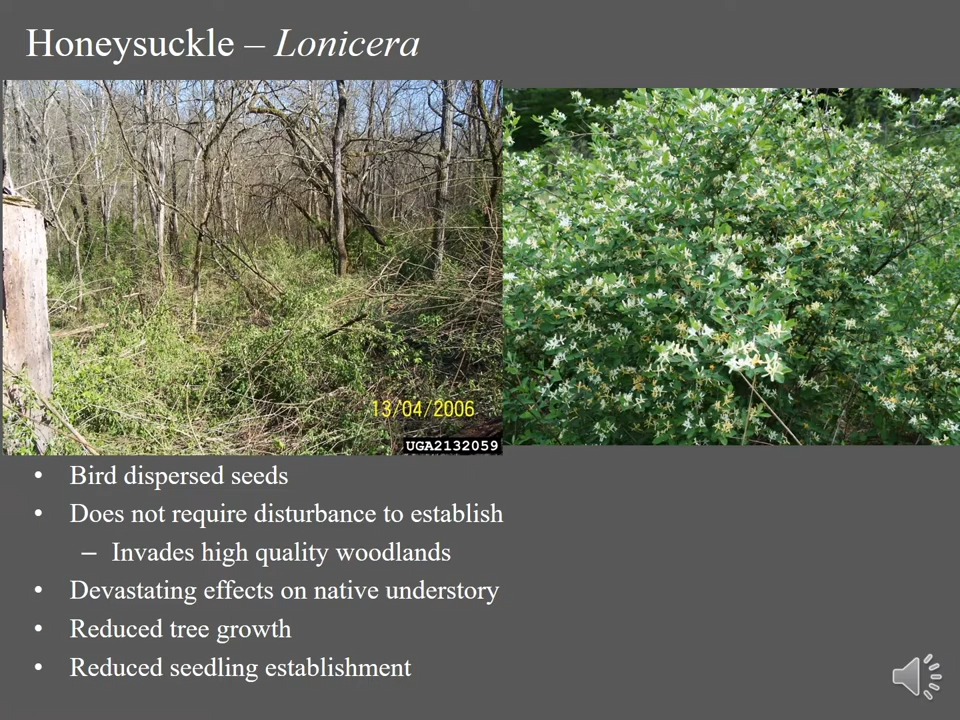 Honeysuckle – Lonicera
13/04/2006
UGA2132059
• Bird dispersed seeds
• Does not require disturbance to establish
– Invades high quality woodlands
• Devastating effects on native understory
• Reduced tree growth
• Reduced seedling establishment